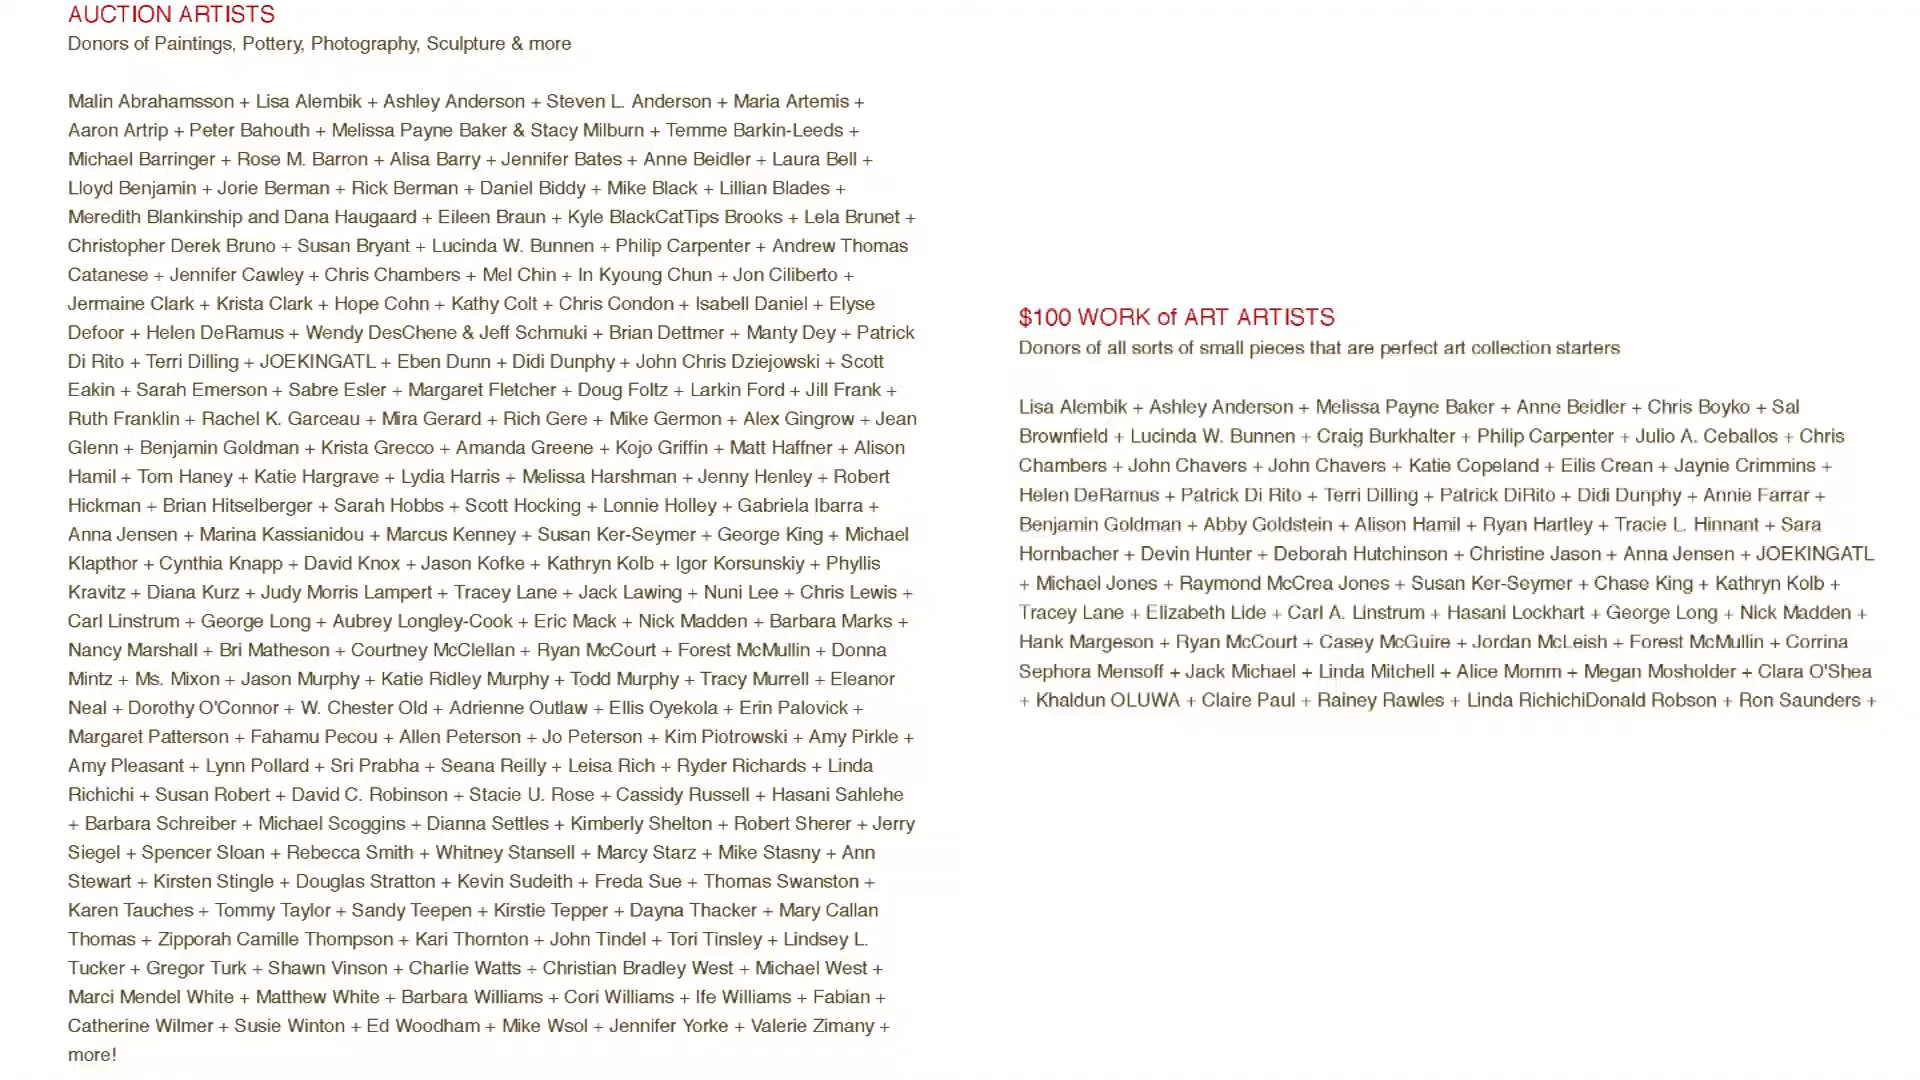 AUCTION ARTISTS
Donors of Paintings, Pottery, Photography, Sculpture & more
Malin Abrahamsson + Lisa Alembik + Ashley Anderson + Steven L. Anderson + Maria Artemis +
Aaron Artrip + Peter Bahouth + Melissa Payne Baker & Stacy Milburn + Temme Barkin-Leeds +
Michael Barringer + Rose M. Barron + Alisa Barry + Jennifer Bates + Anne Beidler + Laura Bell +
Lloyd Benjamin + Jorie Berman + Rick Berman + Daniel Biddy + Mike Black + Lillian Blades +
Meredith Blankinship and Dana Haugaard + Eileen Braun + Kyle BlackCatTips Brooks + Lela Brunet +
Christopher Derek Bruno + Susan Bryant + Lucinda W. Bunnen + Philip Carpenter + Andrew Thomas
Catanese + Jennifer Cawley + Chris Chambers + Mel Chin + In Kyoung Chun + Jon Ciliberto +
Jermaine Clark + Krista Clark + Hope Cohn + Kathy Colt + Chris Condon + Isabell Daniel + Elyse
Defoor + Helen DeRamus + Wendy DesChene & Jeff Schmuki + Brian Dettmer + Manty Dey + Patrick
Di Rito + Terri Dilling + JOEKINGATL + Eben Dunn + Didi Dunphy + John Chris Dziejowski + Scott
Eakin + Sarah Emerson + Sabre Esler + Margaret Fletcher + Doug Foltz + Larkin Ford + Jill Frank +
Ruth Franklin + Rachel K. Garceau + Mira Gerard + Rich Gere + Mike Germon + Alex Gingrow + Jean
Glenn + Benjamin Goldman + Krista Grecco + Amanda Greene + Kojo Griffin + Matt Haffner + Alison
Hamil + Tom Haney + Katie Hargrave + Lydia Harris + Melissa Harshman + Jenny Henley + Robert
Hickman + Brian Hitselberger + Sarah Hobbs + Scott Hocking + Lonnie Holley + Gabriela Ibarra +
Anna Jensen + Marina Kassianidou + Marcus Kenney + Susan Ker-Seymer + George King + Michael
Klapthor + Cynthia Knapp + David Knox + Jason Kofke + Kathryn Kolb + Igor Korsunskiy + Phyllis
Kravitz + Diana Kurz + Judy Morris Lampert + Tracey Lane + Jack Lawing + Nuni Lee + Chris Lewis +
Carl Linstrum + George Long + Aubrey Longley-Cook + Eric Mack + Nick Madden + Barbara Marks +
Nancy Marshall + Bri Matheson + Courtney McClellan + Ryan McCourt + Forest McMullin + Donna
Mintz + Ms. Mixon + Jason Murphy + Katie Ridley Murphy + Todd Murphy + Tracy Murrell + Eleanor
Neal + Dorothy O'Connor + W. Chester Old + Adrienne Outlaw + Ellis Oyekola + Erin Palovick +
Margaret Patterson + Fahamu Pecou + Allen Peterson + Jo Peterson + Kim Piotrowski + Amy Pirkle +
Amy Pleasant + Lynn Pollard + Sri Prabha + Seana Reilly + Leisa Rich + Ryder Richards + Linda
Richichi + Susan Robert + David C. Robinson + Stacie U. Rose + Cassidy Russell + Hasani Sahlehe
+ Barbara Schreiber + Michael Scoggins + Dianna Settles + Kimberly Shelton + Robert Sherer + Jerry
Siegel + Spencer Sloan + Rebecca Smith + Whitney Stansell + Marcy Starz + Mike Stasny + Ann
Stewart + Kirsten Stingle + Douglas Stratton + Kevin Sudeith + Freda Sue + Thomas Swanston +
Karen Tauches + Tommy Taylor + Sandy Teepen + Kirstie Tepper + Dayna Thacker + Mary Callan
Thomas + Zipporah Camille Thompson + Kari Thornton + John Tindel + Tori Tinsley + Lindsey L.
Tucker + Gregor Turk + Shawn Vinson + Charlie Watts + Christian Bradley West + Michael West +
Marci Mendel White + Matthew White + Barbara Williams + Cori Williams + Ife Williams + Fabian +
Catherine Wilmer + Susie Winton + Ed Woodham + Mike Wsol + Jennifer Yorke + Valerie Zimany +
more!
$100 WORK of ART ARTISTS
Donors of all sorts of small pieces that are perfect art collection starters
Lisa Alembik + Ashley Anderson + Melissa Payne Baker + Anne Beidler + Chris Boyko + Sal
Brownfield + Lucinda W. Bunnen + Craig Burkhalter + Philip Carpenter + Julio A. Ceballos + Chris
Chambers + John Chavers + John Chavers + Katie Copeland + Eilis Crean + Jaynie Crimmins +
Helen DeRamus + Patrick Di Rito + Terri Dilling + Patrick DiRito + Didi Dunphy + Annie Farrar +
Benjamin Goldman + Abby Goldstein + Alison Hamil + Ryan Hartley + Tracie L. Hinnant + Sara
Hornbacher + Devin Hunter + Deborah Hutchinson + Christine Jason + Anna Jensen + JOEKINGATL
+ Michael Jones + Raymond McCrea Jones + Susan Ker-Seymer + Chase King + Kathryn Kolb +
Tracey Lane + Elizabeth Lide + Carl A. Linstrum + Hasani Lockhart + George Long + Nick Madden +
Hank Margeson + Ryan McCourt + Casey McGuire + Jordan McLeish + Forest McMullin + Corrina
Sephora Mensoff + Jack Michael + Linda Mitchell + Alice Momm + Megan Mosholder + Clara O'Shea
+ Khaldun OLUWA + Claire Paul + Rainey Rawles + Linda RichichiDonald Robson + Ron Saunders +